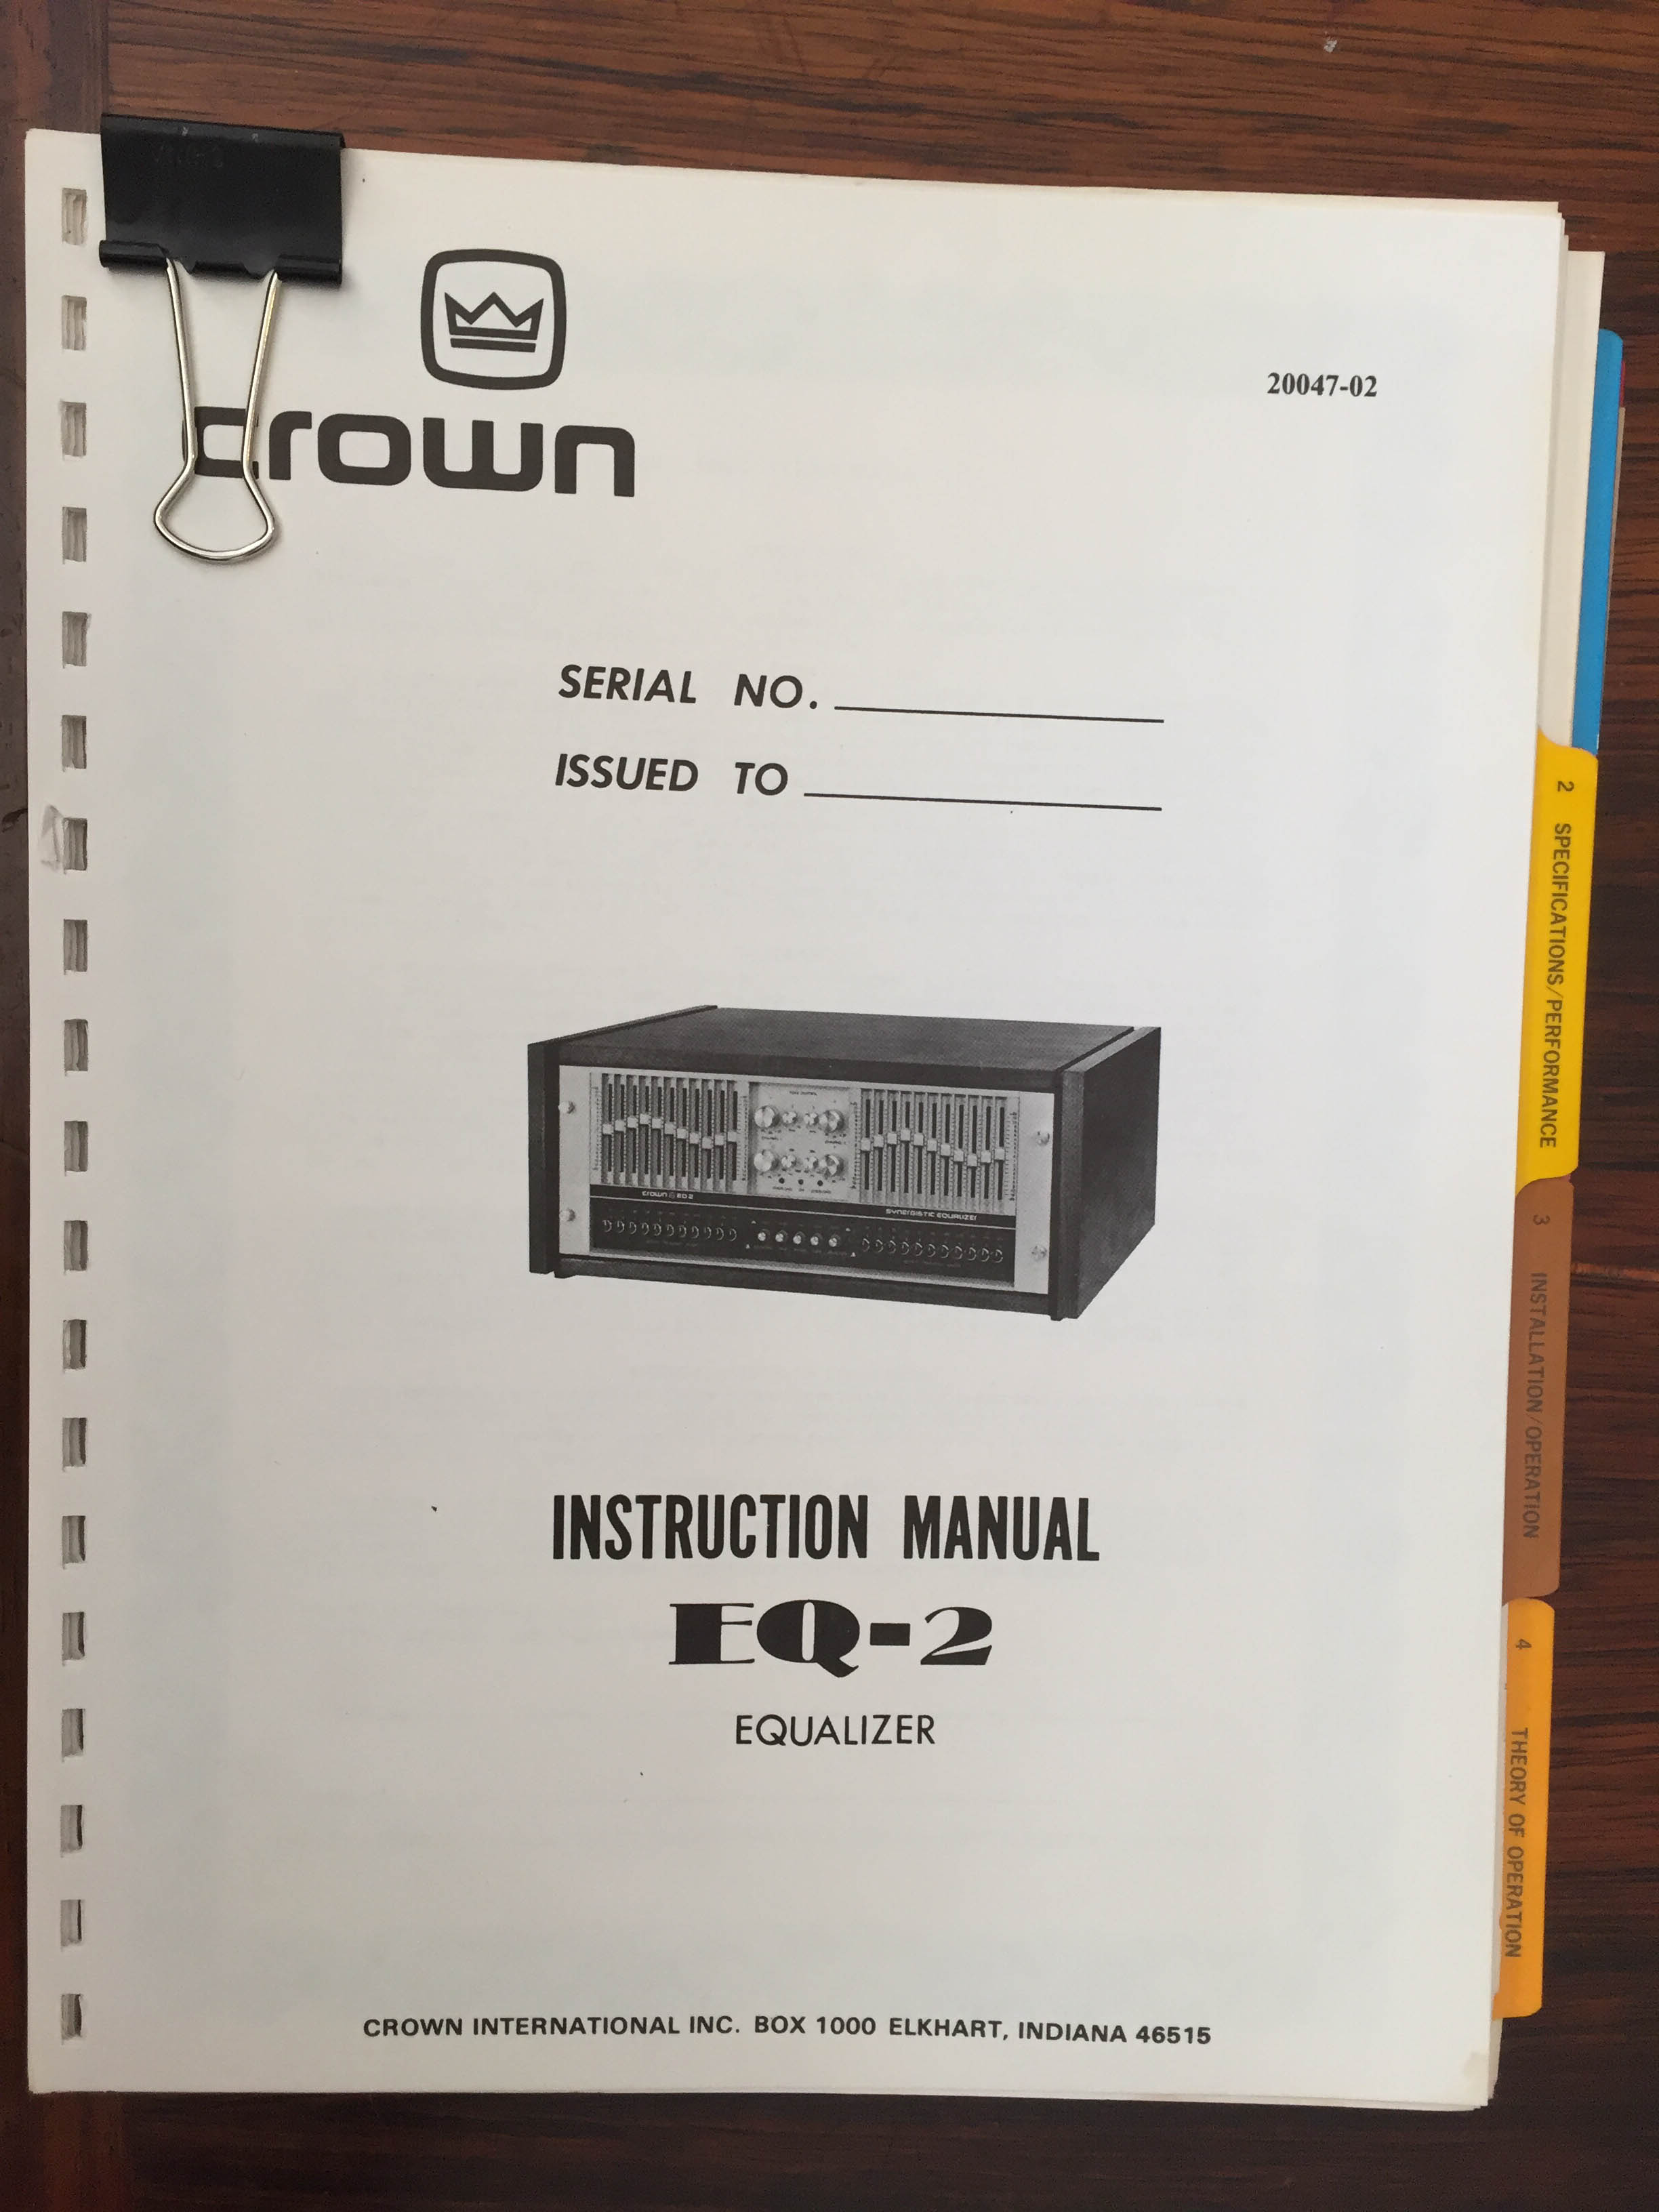 crown
20047-02
SERIAL NO.
ISSUED TO
crown EQ 2
SYNERGISTIC EQUALIZER
INSTRUCTION MANUAL
EQ-2
EQUALIZER
CROWN INTERNATIONAL INC. BOX 1000 ELKHART, INDIANA 46515
2 SPECIFICATIONS/PERFORMANCE
3 INSTALLATION/OPERATION
4 THEORY OF OPERATION